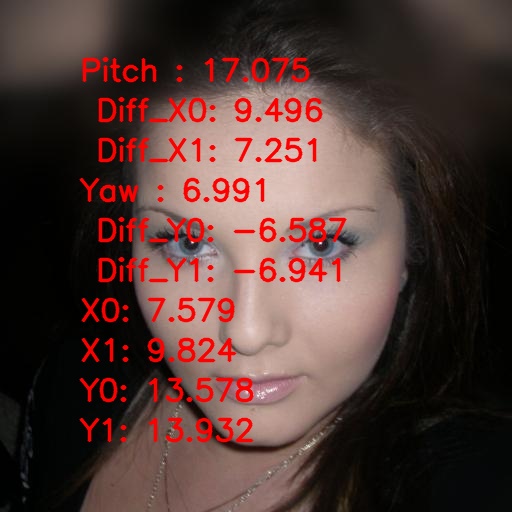 Pitch : 17.075
Diff_X0: 9.496
Diff_X1: 7.251
Yaw : 6.991
Diff_Y0: −6.587
Diff_Y1: −6.941
X0: 7.579
X1: 9.824
Y0: 13.578
Y1: 13.932